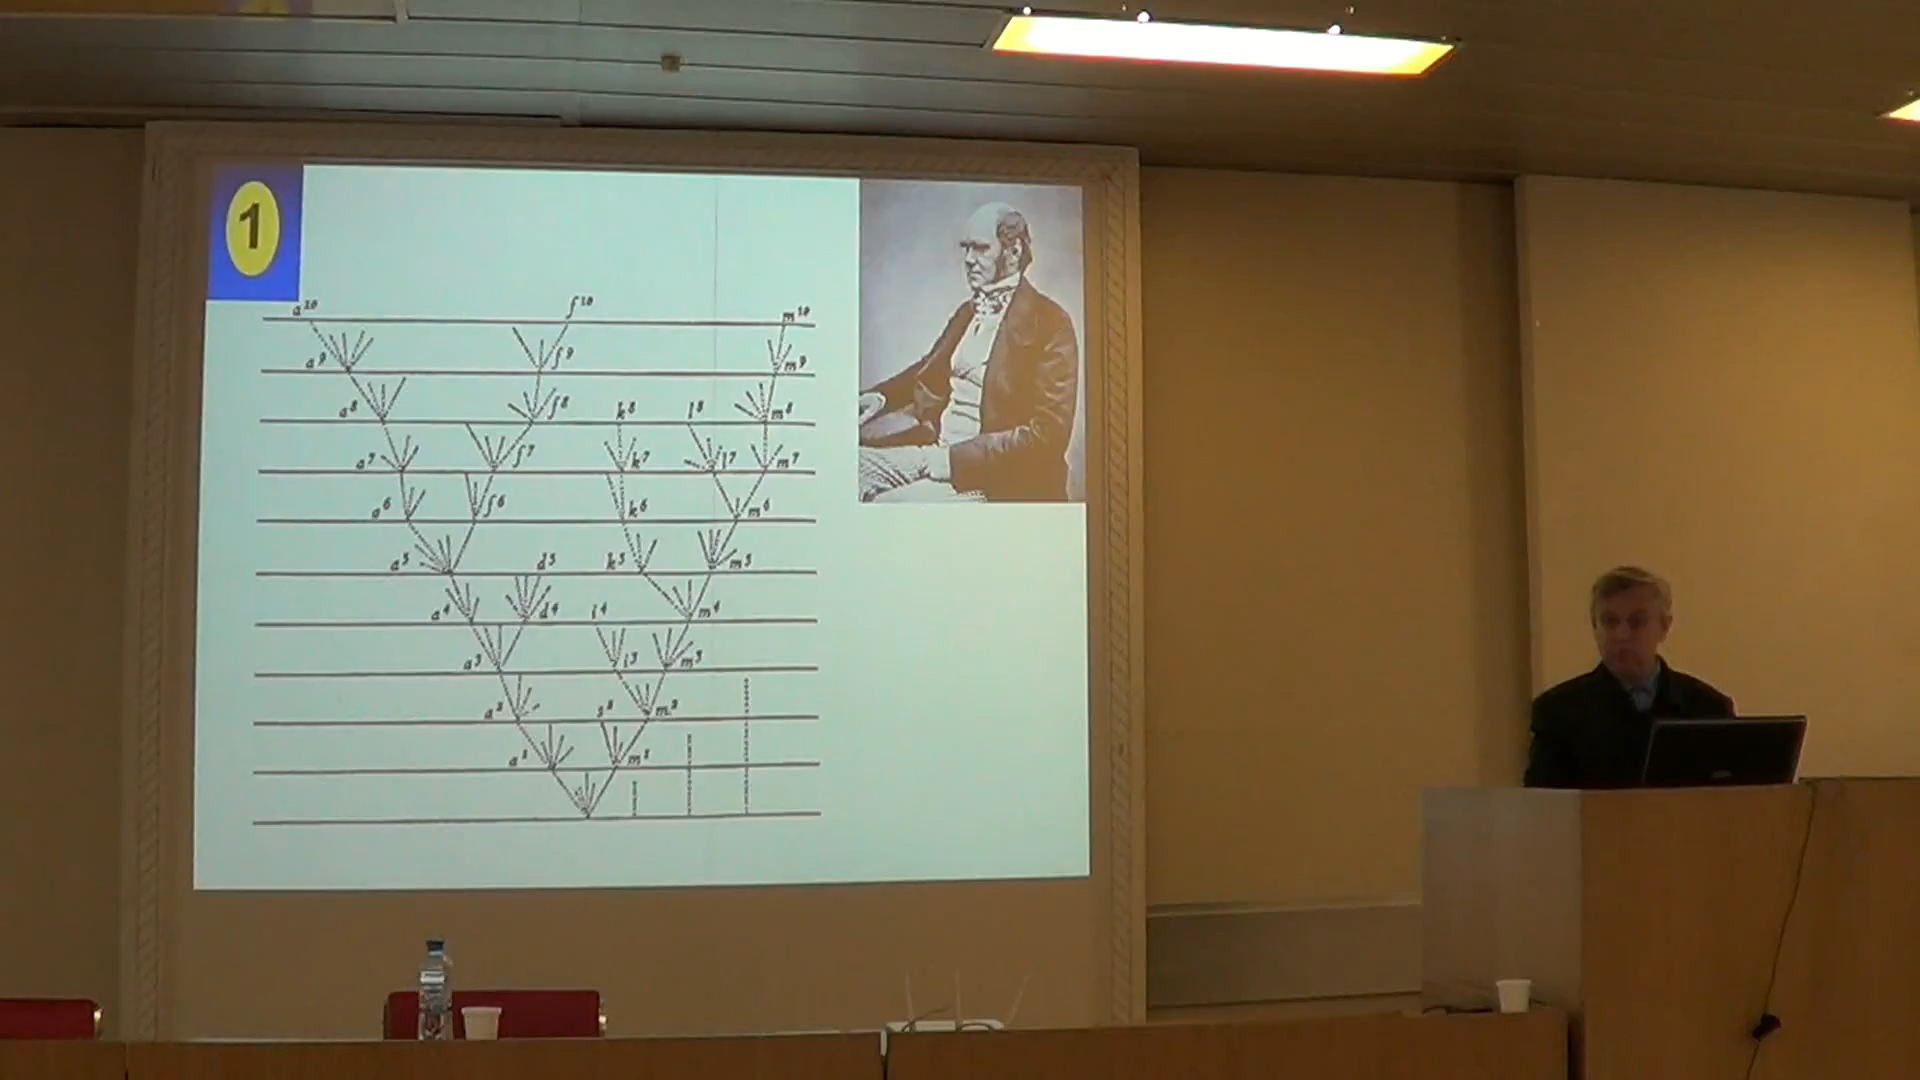 1
a¹⁰ f¹⁰ m¹⁰
a⁹ f⁹ m⁹
a⁸ f⁸ k⁸ l⁸ m⁸
a⁷ f⁷ k⁷ l⁷ m⁷
a⁶ f⁶ k⁶ m⁶
a⁵ d⁵ k⁵ m⁵
a⁴ d⁴ i⁴ m⁴
a³ i³ m³
a² s² m²
a¹ m¹